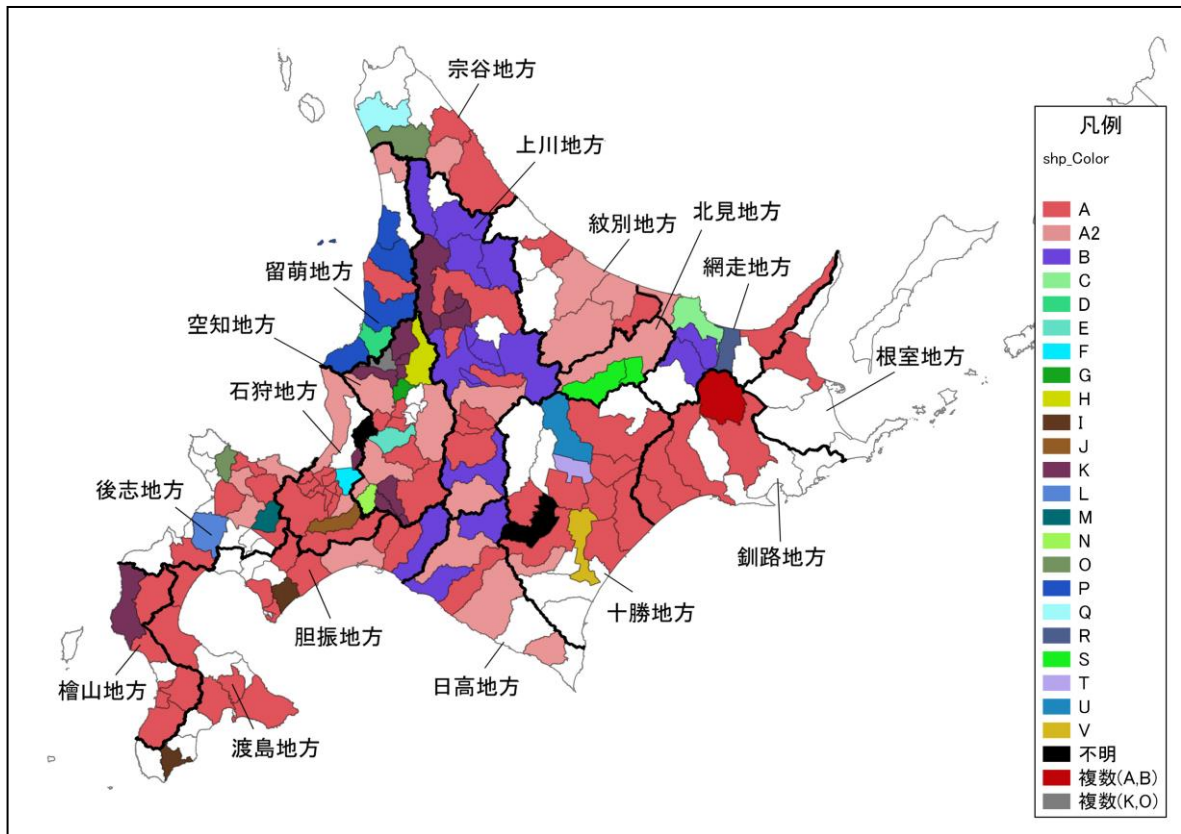 宗谷地方
上川地方
北見地方
紋別地方
網走地方
留萌地方
空知地方
根室地方
石狩地方
後志地方
釧路地方
十勝地方
胆振地方
日高地方
檜山地方
渡島地方
凡例
shp_Color
A
A2
B
C
D
E
F
G
H
I
J
K
L
M
N
O
P
Q
R
S
T
U
V
不明
複数(A,B)
複数(K,O)